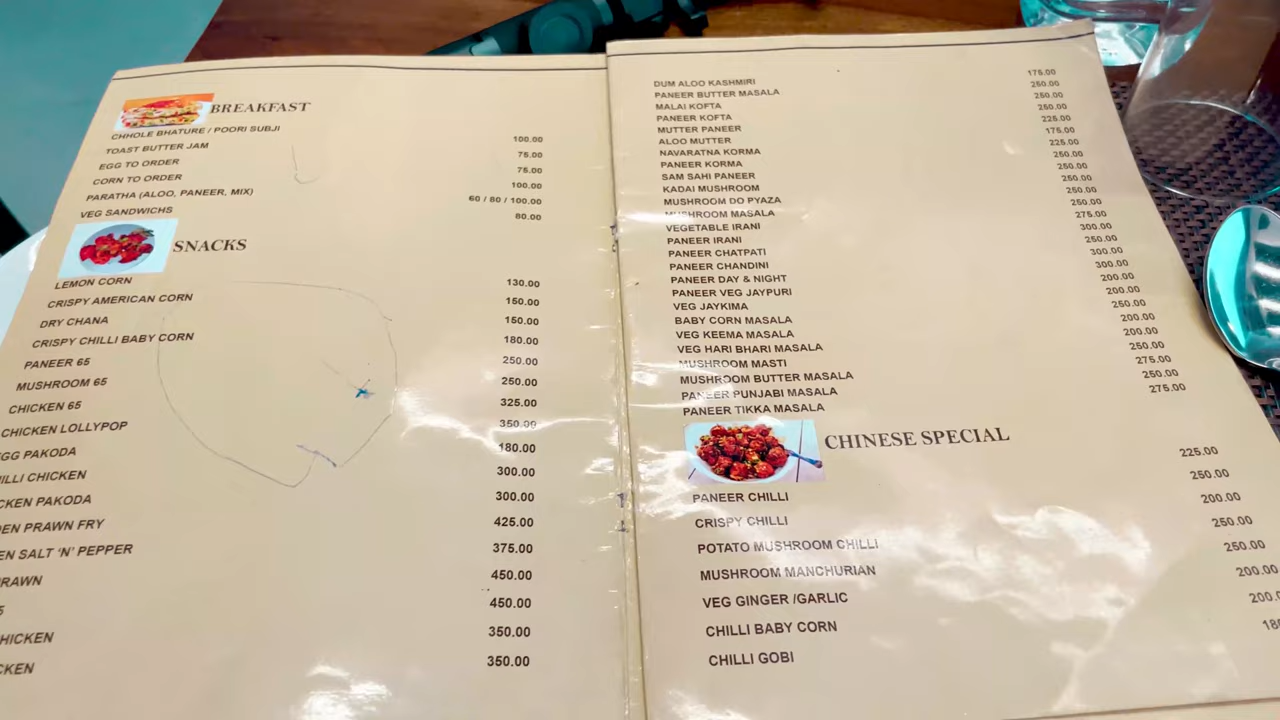 BREAKFAST
CHHOLE BHATURE / POORI SUBJI 100.00
TOAST BUTTER JAM 75.00
EGG TO ORDER 75.00
CORN TO ORDER 100.00
PARATHA (ALOO, PANEER, MIX) 60 / 80 / 100.00
VEG SANDWICHS 80.00
SNACKS
LEMON CORN 130.00
CRISPY AMERICAN CORN 150.00
DRY CHANA 150.00
CRISPY CHILLI BABY CORN 180.00
PANEER 65 250.00
MUSHROOM 65 250.00
CHICKEN 65 325.00
CHICKEN LOLLYPOP 350.00
EGG PAKODA 180.00
ILLI CHICKEN 300.00
CKEN PAKODA 300.00
EN PRAWN FRY 425.00
EN SALT 'N' PEPPER 375.00
RAWN 450.00
5 450.00
HICKEN 350.00
CKEN 350.00
DUM ALOO KASHMIRI
PANEER BUTTER MASALA
MALAI KOFTA
PANEER KOFTA
MUTTER PANEER
ALOO MUTTER
NAVARATNA KORMA
PANEER KORMA
SAM SAHI PANEER
KADAI MUSHROOM
MUSHROOM DO PYAZA
MUSHROOM MASALA
VEGETABLE IRANI
PANEER IRANI
PANEER CHATPATI
PANEER CHANDINI
PANEER DAY & NIGHT
PANEER VEG JAYPURI
VEG JAYKIMA
BABY CORN MASALA
VEG KEEMA MASALA
VEG HARI BHARI MASALA
MUSHROOM MASTI
MUSHROOM BUTTER MASALA
PANEER PUNJABI MASALA
PANEER TIKKA MASALA
175.00
250.00
250.00
225.00
175.00
225.00
250.00
250.00
250.00
250.00
250.00
275.00
300.00
250.00
300.00
300.00
200.00
200.00
250.00
200.00
200.00
250.00
275.00
250.00
275.00
CHINESE SPECIAL
PANEER CHILLI
CRISPY CHILLI
POTATO MUSHROOM CHILLI
MUSHROOM MANCHURIAN
VEG GINGER /GARLIC
CHILLI BABY CORN
CHILLI GOBI
225.00
250.00
200.00
250.00
250.00
200.00
200.0
18